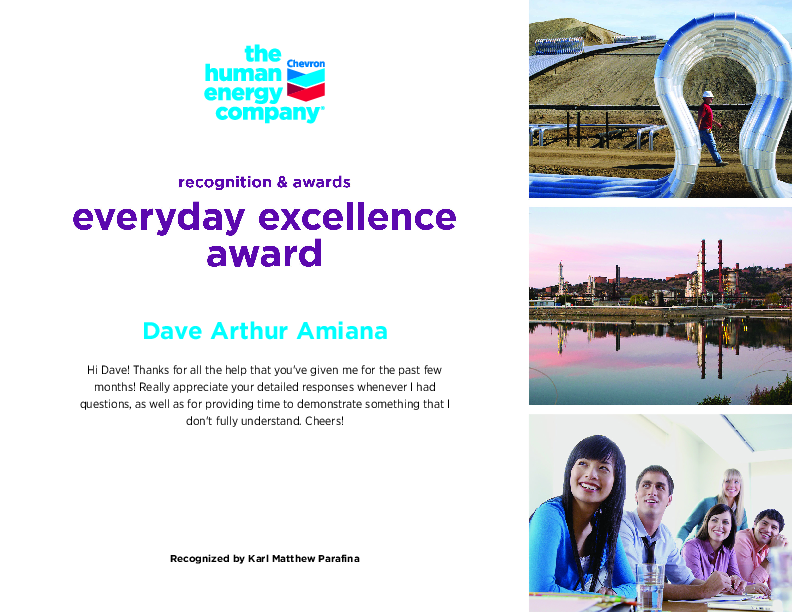 the
human
energy
company®
Chevron
recognition & awards
everyday excellence
award
Dave Arthur Amiana
Hi Dave! Thanks for all the help that you've given me for the past few
months! Really appreciate your detailed responses whenever I had
questions, as well as for providing time to demonstrate something that I
don't fully understand. Cheers!
Recognized by Karl Matthew Parafina